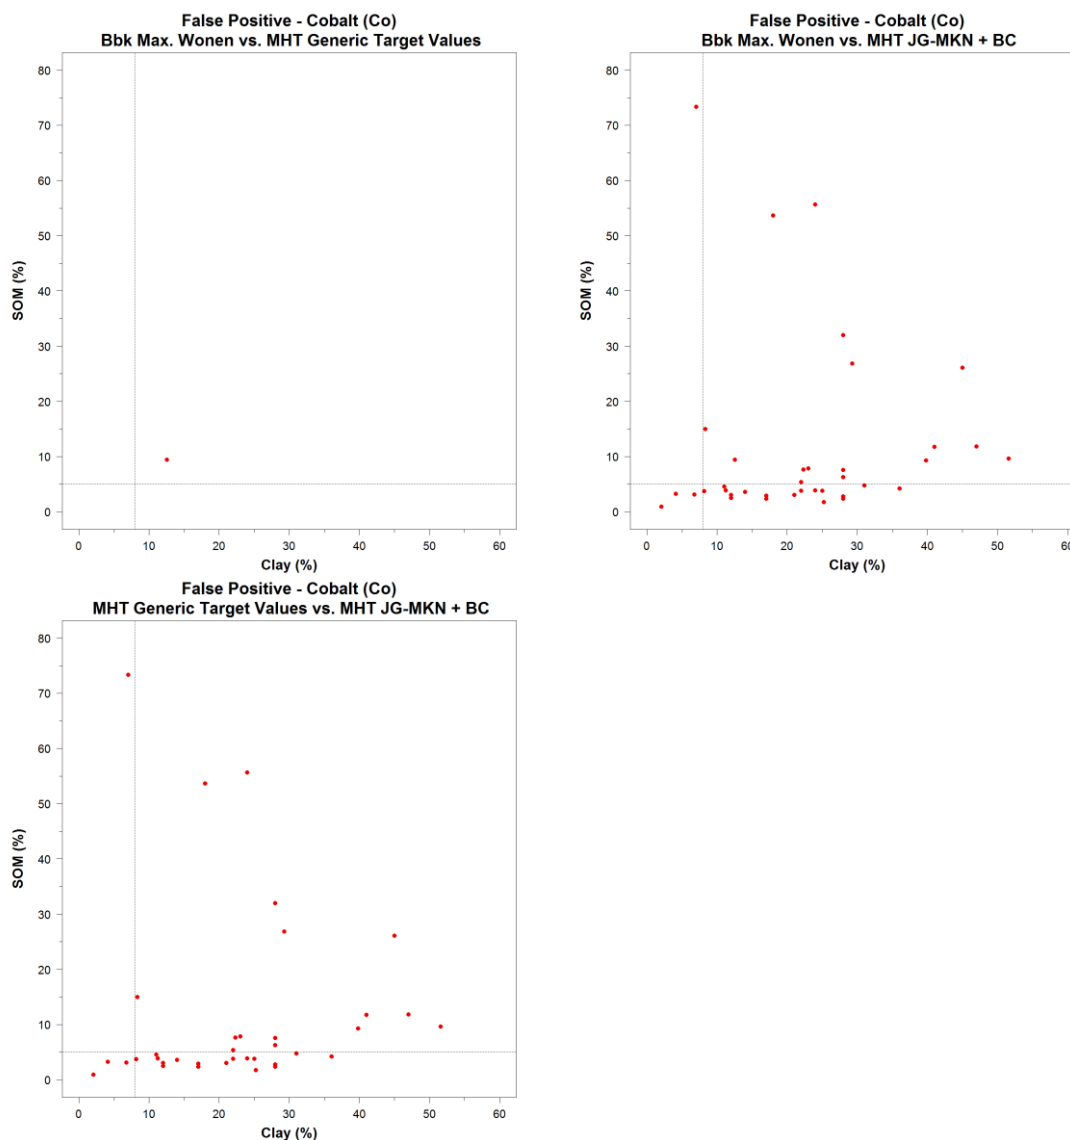 False Positive - Cobalt (Co)
Bbk Max. Wonen vs. MHT Generic Target Values
80
70
60
50
40
30
20
10
0
SOM (%)
0 10 20 30 40 50 60
Clay (%)
False Positive - Cobalt (Co)
Bbk Max. Wonen vs. MHT JG-MKN + BC
80
70
60
50
40
30
20
10
0
SOM (%)
0 10 20 30 40 50 60
Clay (%)
False Positive - Cobalt (Co)
MHT Generic Target Values vs. MHT JG-MKN + BC
80
70
60
50
40
30
20
10
0
SOM (%)
0 10 20 30 40 50 60
Clay (%)